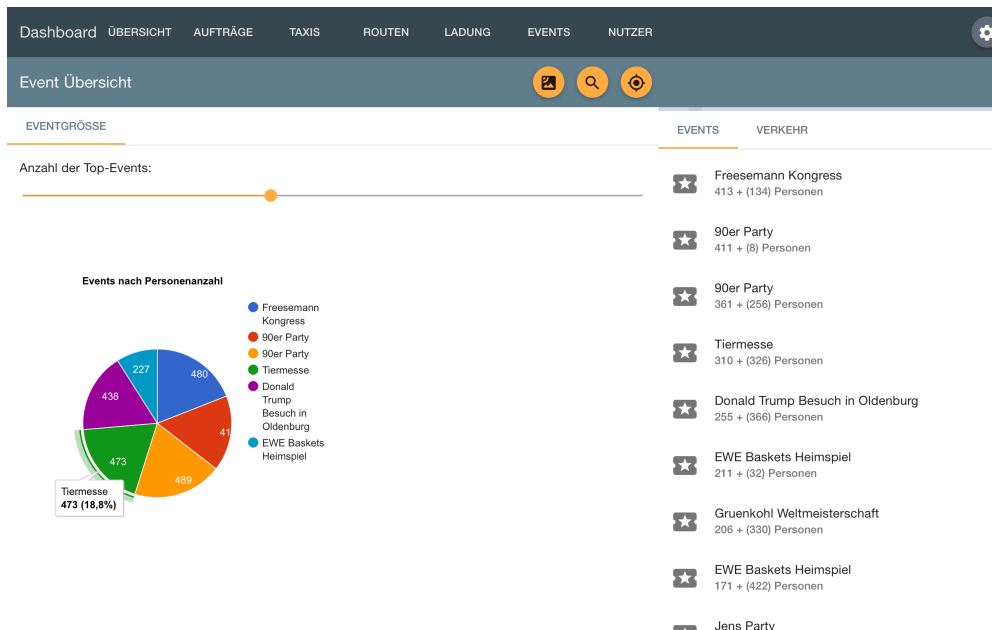 Dashboard ÜBERSICHT AUFTRÄGE TAXIS ROUTEN LADUNG EVENTS NUTZER
Event Übersicht
EVENTGRÖSSE
Anzahl der Top-Events:
Events nach Personenanzahl
Freesemann
Kongress
90er Party
90er Party
Tiermesse
Donald
Trump
Besuch in
Oldenburg
EWE Baskets
Heimspiel
227
480
438
41
473
489
Tiermesse
473 (18,8%)
EVENTS VERKEHR
Freesemann Kongress
413 + (134) Personen
90er Party
411 + (8) Personen
90er Party
361 + (256) Personen
Tiermesse
310 + (326) Personen
Donald Trump Besuch in Oldenburg
255 + (366) Personen
EWE Baskets Heimspiel
211 + (32) Personen
Gruenkohl Weltmeisterschaft
206 + (330) Personen
EWE Baskets Heimspiel
171 + (422) Personen
Jens Party